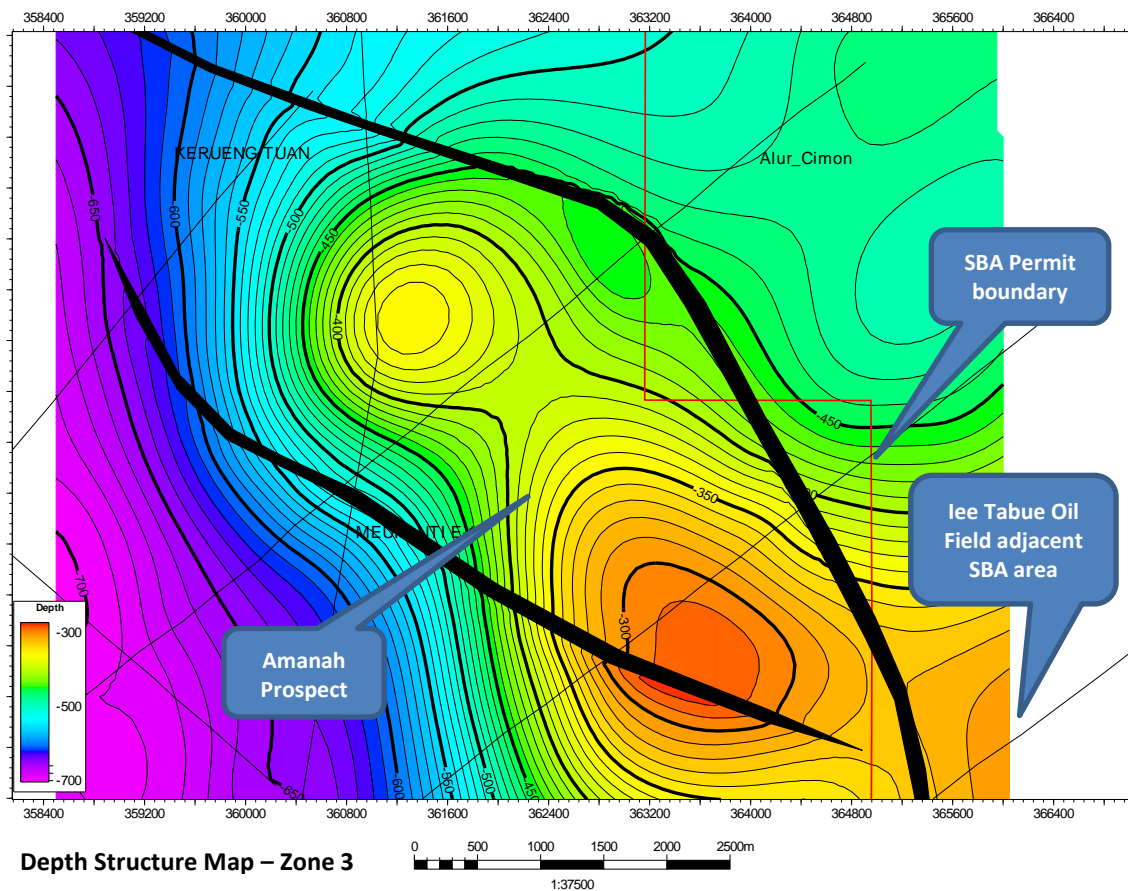 358400 359200 360000 360800 361600 362400 363200 364000 364800 365600 366400
KERUENG TUAN
Alur_Cimon
-650
-600
-550
-500
-450
-400
SBA Permit
boundary
-450
-350
Iee Tabue Oil
Field adjacent
SBA area
-700
-300
Amanah
Prospect
Depth
-300
-500
-700
-650
-600
-550
-500
-450
358400 359200 360000 360800 361600 362400 363200 364000 364800 365600 366400
Depth Structure Map – Zone 3
0 500 1000 1500 2000 2500m
1:37500